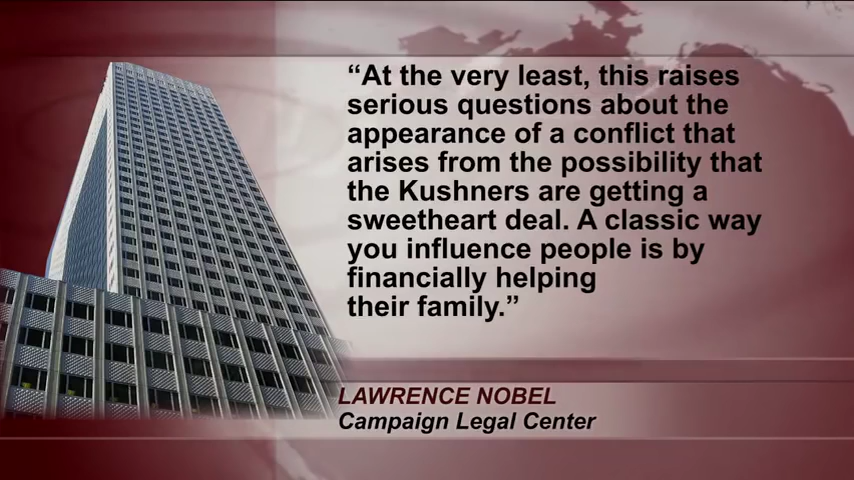 “At the very least, this raises
serious questions about the
appearance of a conflict that
arises from the possibility that
the Kushners are getting a
sweetheart deal. A classic way
you influence people is by
financially helping
their family.”
LAWRENCE NOBEL
Campaign Legal Center